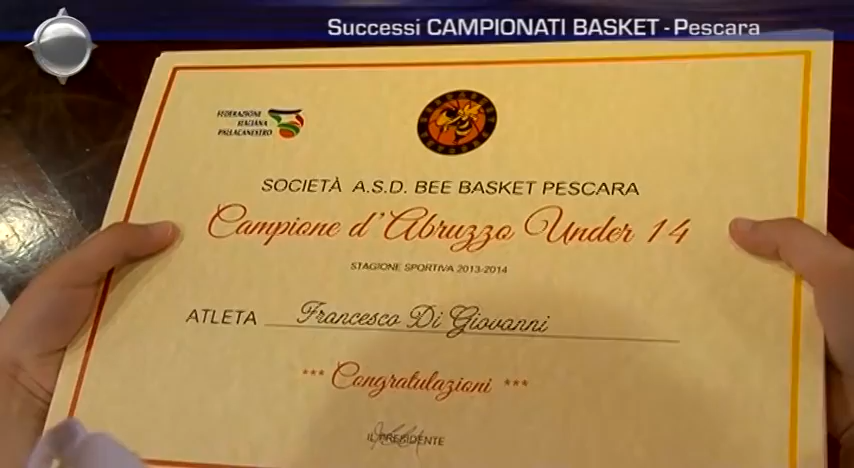 Successi CAMPIONATI BASKET - Pescara
FEDERAZIONE
ITALIANA
PALLACANESTRO
SOCIETÀ A.S.D. BEE BASKET PESCARA
Campione d'Abruzzo Under 14
STAGIONE SPORTIVA 2013-2014
ATLETA Francesco Di Giovanni
*** Congratulazioni ***
IL PRESIDENTE